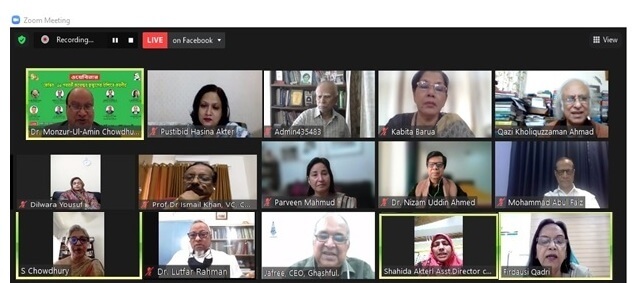 Zoom Meeting
Recording...
LIVE on Facebook
View
ওয়েবিনার
Dr. Monzur-Ul-Amin Chowdhu...
Pustibid Hasina Akter
Admin435483
Kabita Barua
Qazi Kholiquzzaman Ahmad
Dilwara Yousuf
Prof Dr Ismail Khan, VC, C...
Parveen Mahmud
Dr. Nizam Uddin Ahmed
Mohammad Abul Faiz
S Chowdhury
Dr. Lutfar Rahman
Jafree, CEO, Ghashful.
Shahida Akterl Asst.Director c...
Firdausi Qadri